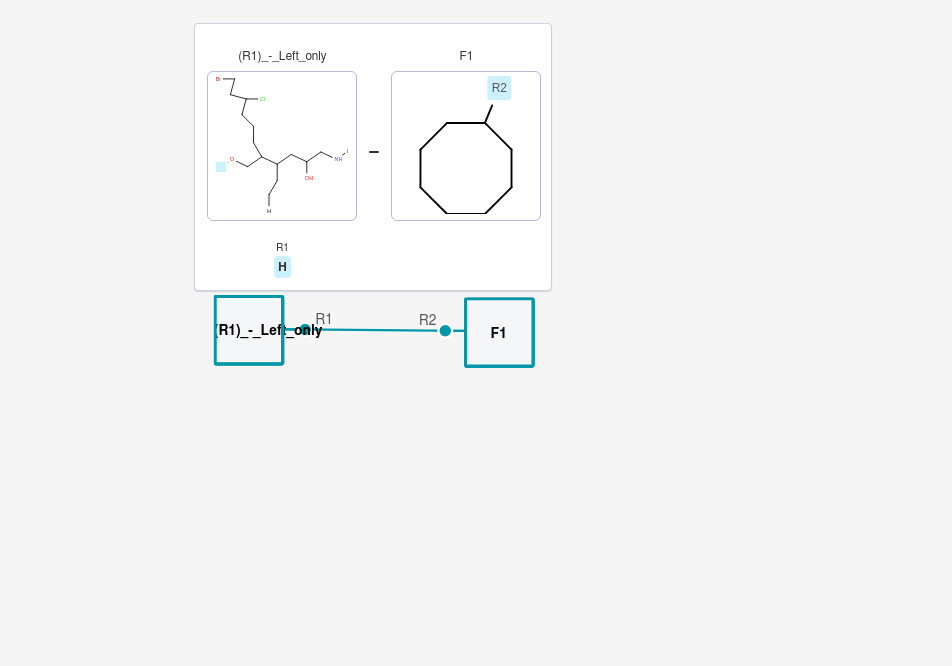 (R1)_-_Left_only
F1
Br
Cl
O
NH
I
OH
H
R2
–
R1
H
(R1)_-_Left_only
R1
R2
F1